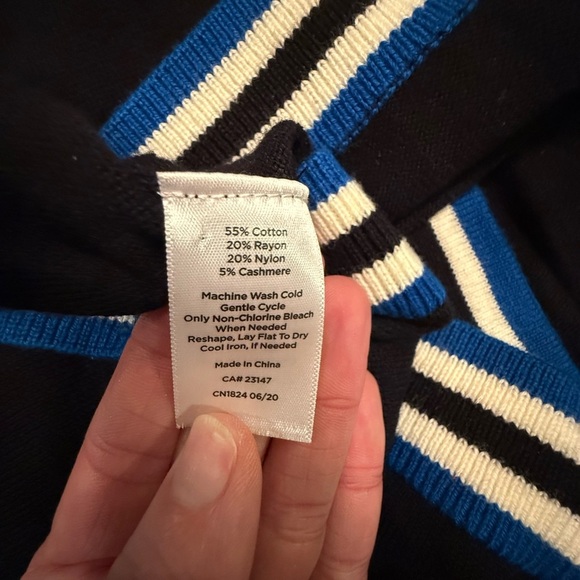 55% Cotton
20% Rayon
20% Nylon
5% Cashmere
Machine Wash Cold
Gentle Cycle
Only Non-Chlorine Bleach
When Needed
Reshape, Lay Flat To Dry
Cool Iron, If Needed
Made in China
CA# 23147
CN1824 06/20